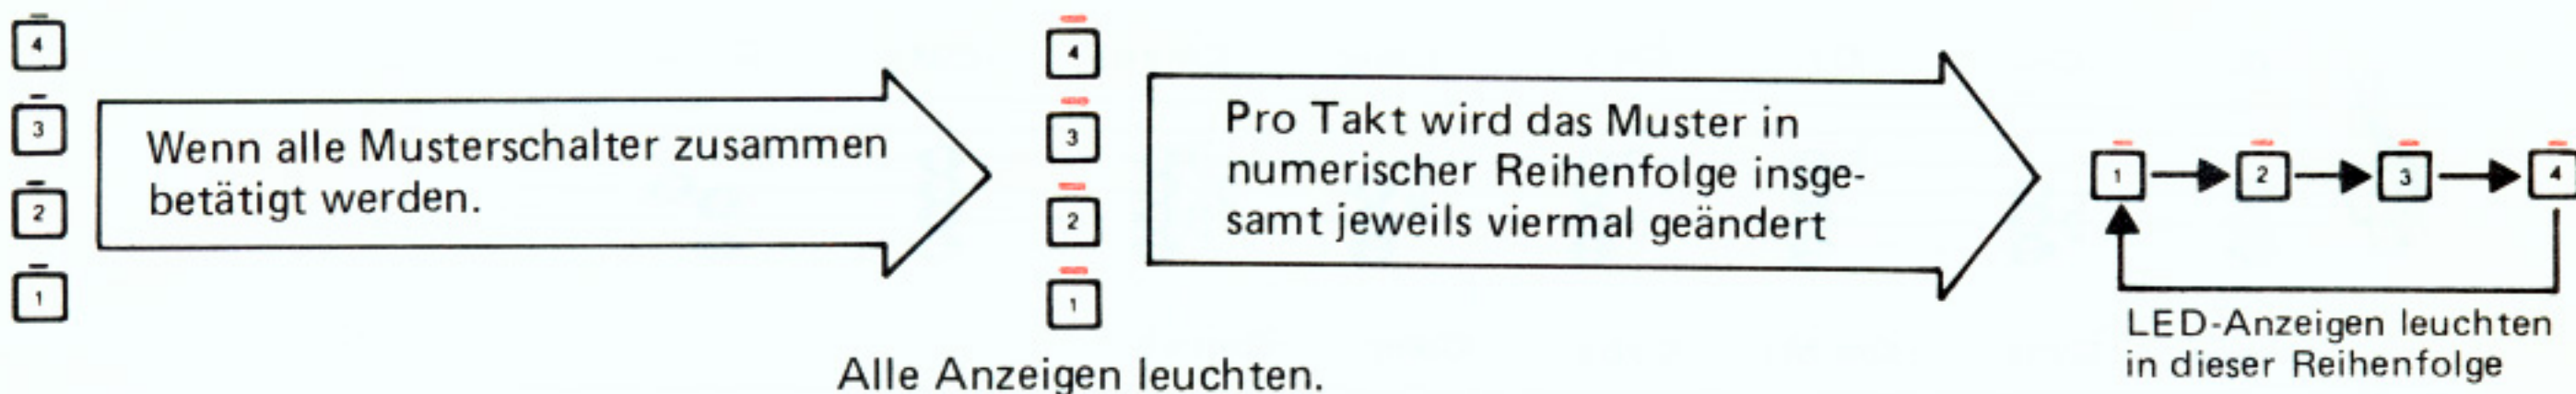 4
3
2
1
Wenn alle Musterschalter zusammen
betätigt werden.
4
3
2
1
Alle Anzeigen leuchten.
Pro Takt wird das Muster in
numerischer Reihenfolge insge-
samt jeweils viermal geändert
1 2 3 4
LED-Anzeigen leuchten
in dieser Reihenfolge